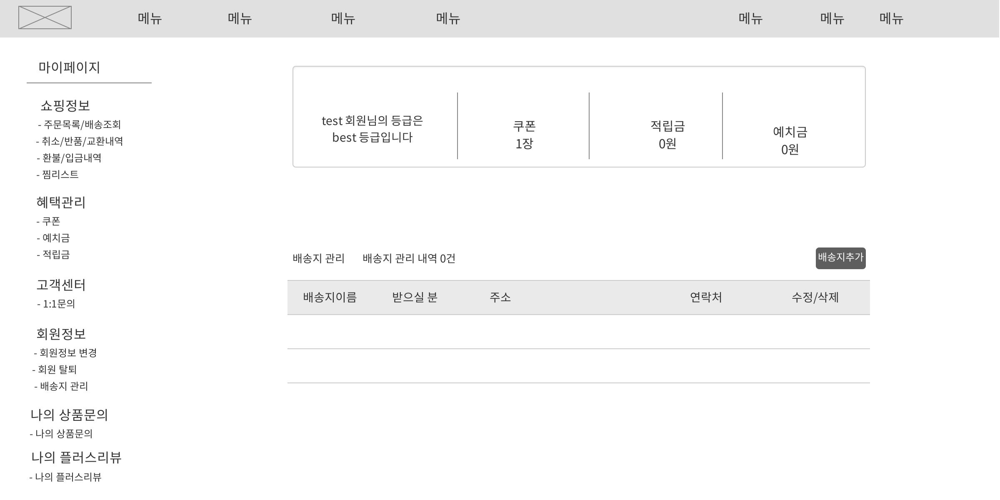 메뉴 메뉴 메뉴 메뉴 메뉴 메뉴 메뉴
마이페이지
쇼핑정보
- 주문목록/배송조회
- 취소/반품/교환내역
- 환불/입금내역
- 찜리스트
혜택관리
- 쿠폰
- 예치금
- 적립금
고객센터
- 1:1문의
회원정보
- 회원정보 변경
- 회원 탈퇴
- 배송지 관리
나의 상품문의
- 나의 상품문의
나의 플러스리뷰
- 나의 플러스리뷰
test 회원님의 등급은
best 등급입니다
쿠폰
1장
적립금
0원
예치금
0원
배송지 관리 배송지 관리 내역 0건 배송지추가
배송지이름 받으실 분 주소 연락처 수정/삭제